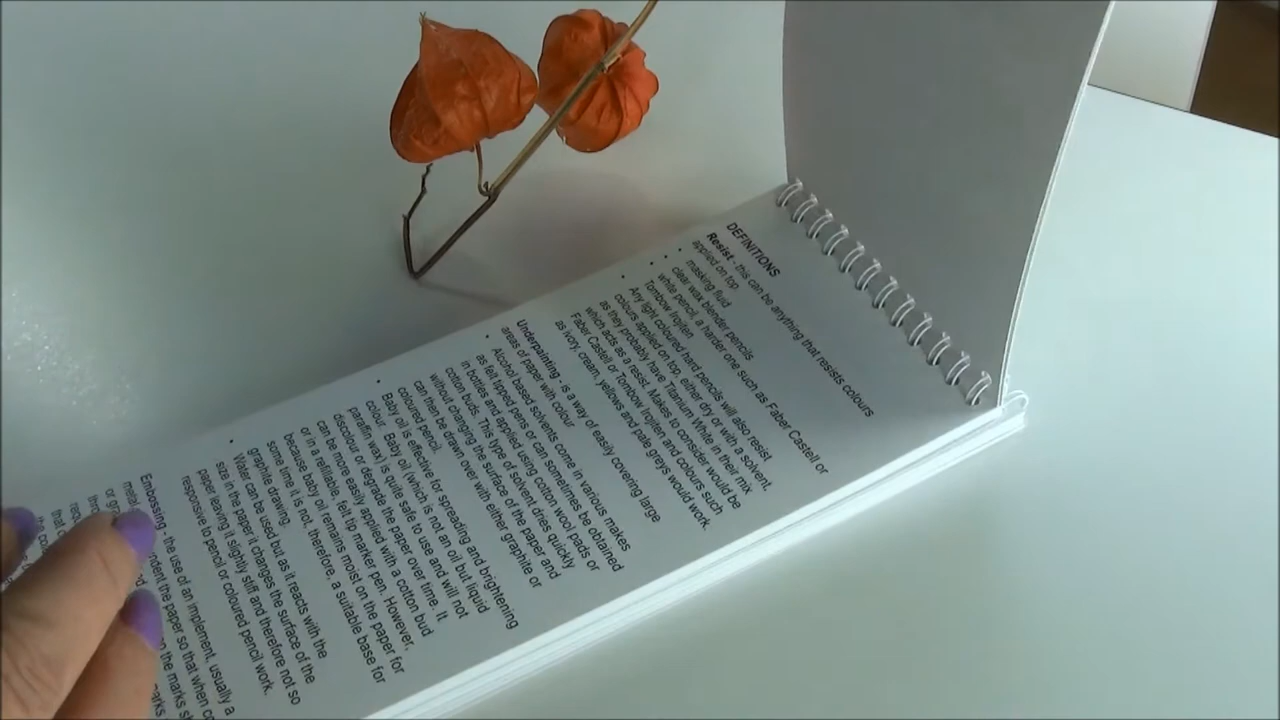 DEFINITIONS
Resist - this can be anything that resists colours
applied on top
• masking fluid
• clear wax blender pencils
• white pencil, a harder one such as Faber Castell or
Tombow Irojiten
• Any light coloured hard pencils will also resist
colours applied on top, either dry or with a solvent,
as they probably have Titanium White in their mix
which acts as a resist. Makes to consider would be
Faber Castell or Tombow Irojiten and colours such
as ivory, cream, yellows and pale greys would work.
Underpainting - is a way of easily covering large
areas of paper with colour
• Alcohol based solvents come in various makes
as felt tipped pens or can sometimes be obtained
in bottles and applied using cotton wool pads or
cotton buds. This type of solvent dries quickly
without changing the surface of the paper and
can then be drawn over with either graphite or
coloured pencil.
• Baby oil is effective for spreading and brightening
colour. Baby oil (which is not an oil but liquid
paraffin wax) is quite safe to use and will not
discolour or degrade the paper over time. It
can be more easily applied with a cotton bud
or in a refillable, felt tip marker pen. However,
because baby oil remains moist on the paper for
some time it is not, therefore, a suitable base for
graphite drawing
• Water can be used but as it reacts with the
size in the paper it changes the surface of the
paper leaving it slightly stiff and therefore not so
responsive to pencil or coloured pencil work.
Embossing - the use of an implement, usually a
indent the paper so that when
the marks